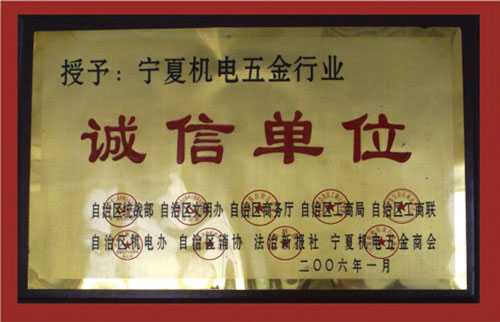 授予：宁夏机电五金行业
诚信单位
自治区统战部 自治区文明办 自治区商务厅 自治区工商局 自治区工商联
自治区机电办 自治区消协 法治新报社 宁夏机电五金商会
二〇〇六年一月